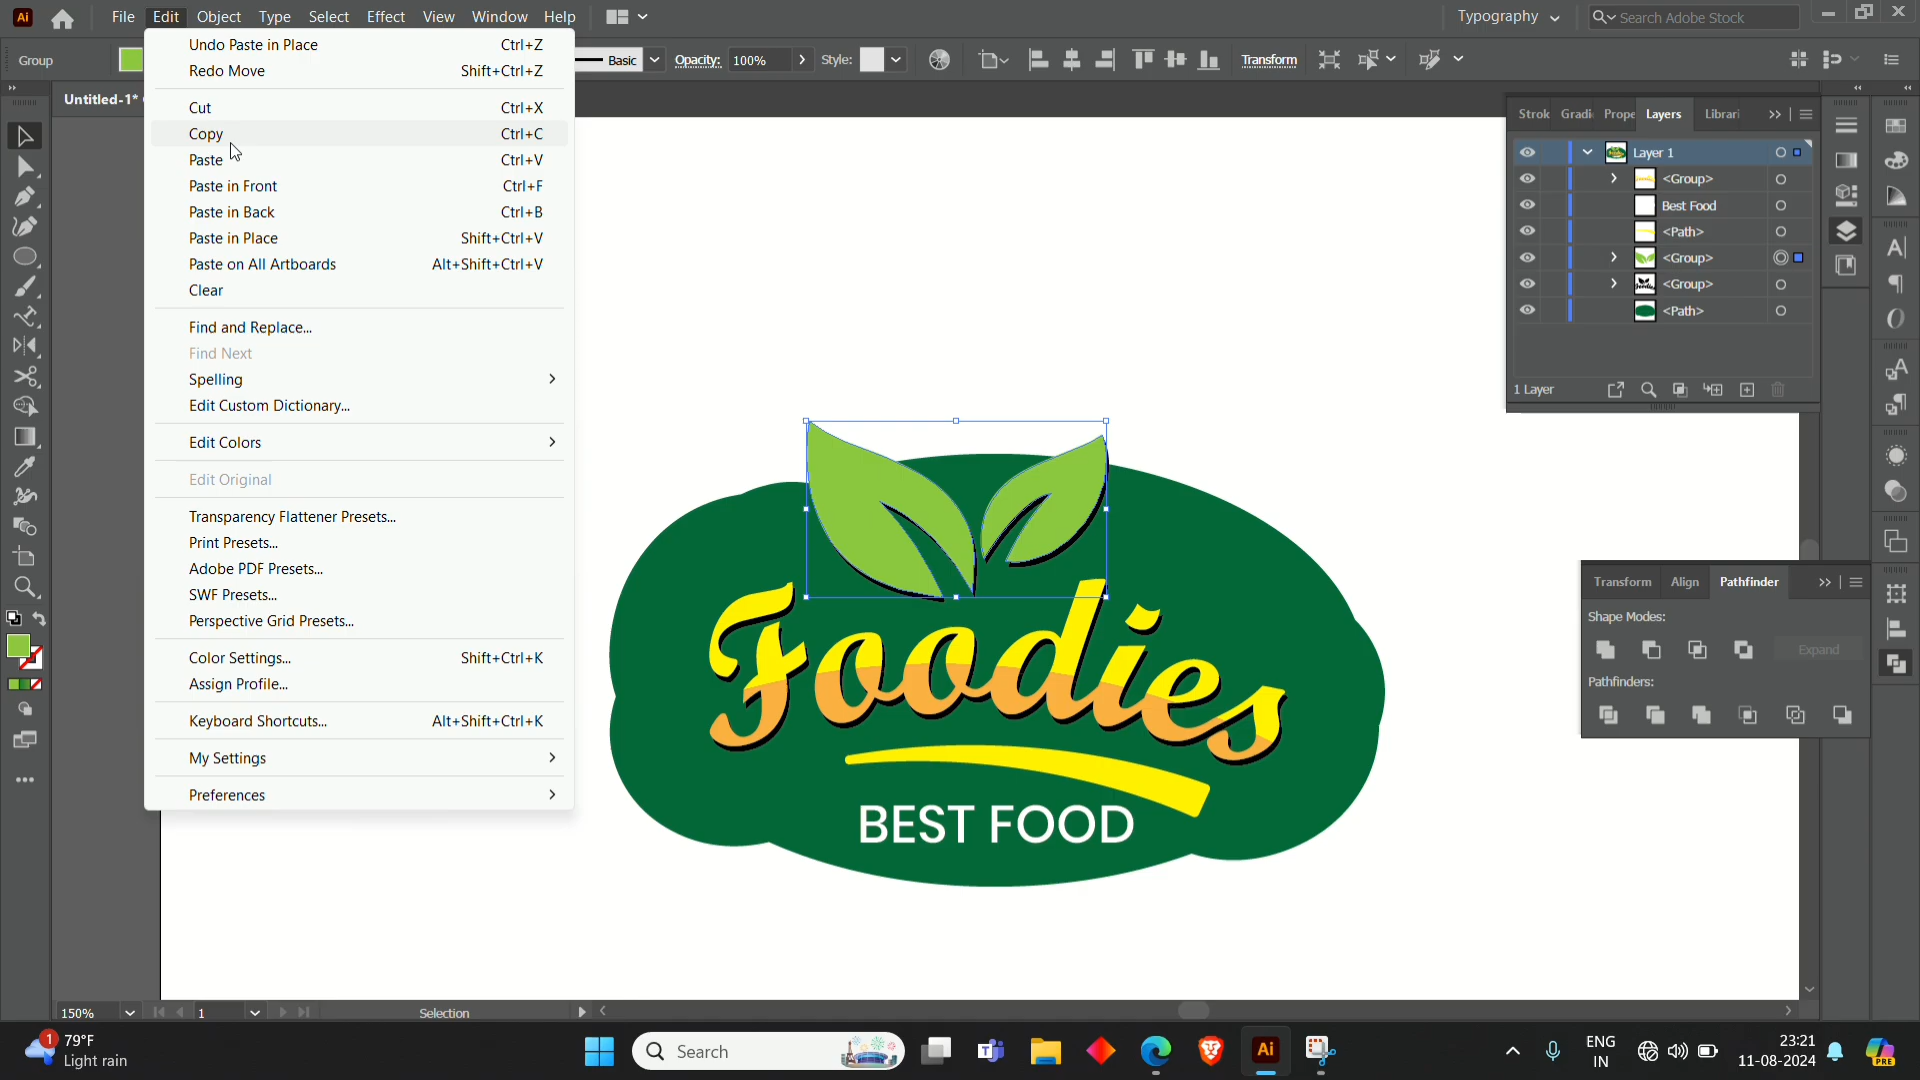 Ai File Edit Object Type Select Effect View Window Help Typography Search Adobe Stock
Group Basic Opacity: 100% Style: Transform
Untitled-1*
Undo Paste in Place Ctrl+Z
Redo Move Shift+Ctrl+Z
Cut Ctrl+X
Copy Ctrl+C
Paste Ctrl+V
Paste in Front Ctrl+F
Paste in Back Ctrl+B
Paste in Place Shift+Ctrl+V
Paste on All Artboards Alt+Shift+Ctrl+V
Clear
Find and Replace...
Find Next
Spelling
Edit Custom Dictionary...
Edit Colors
Edit Original
Transparency Flattener Presets...
Print Presets...
Adobe PDF Presets...
SWF Presets...
Perspective Grid Presets...
Color Settings... Shift+Ctrl+K
Assign Profile...
Keyboard Shortcuts... Alt+Shift+Ctrl+K
My Settings
Preferences
Strok Gradi Prope Layers Librari
Layer 1
<Group>
Best Food
<Path>
<Group>
<Group>
<Path>
1 Layer
Transform Align Pathfinder
Shape Modes:
Expand
Pathfinders:
Foodies
BEST FOOD
150% 1 Selection
1 79°F
Light rain
Search
Ai
ENG
IN
23:21
11-08-2024
PRE